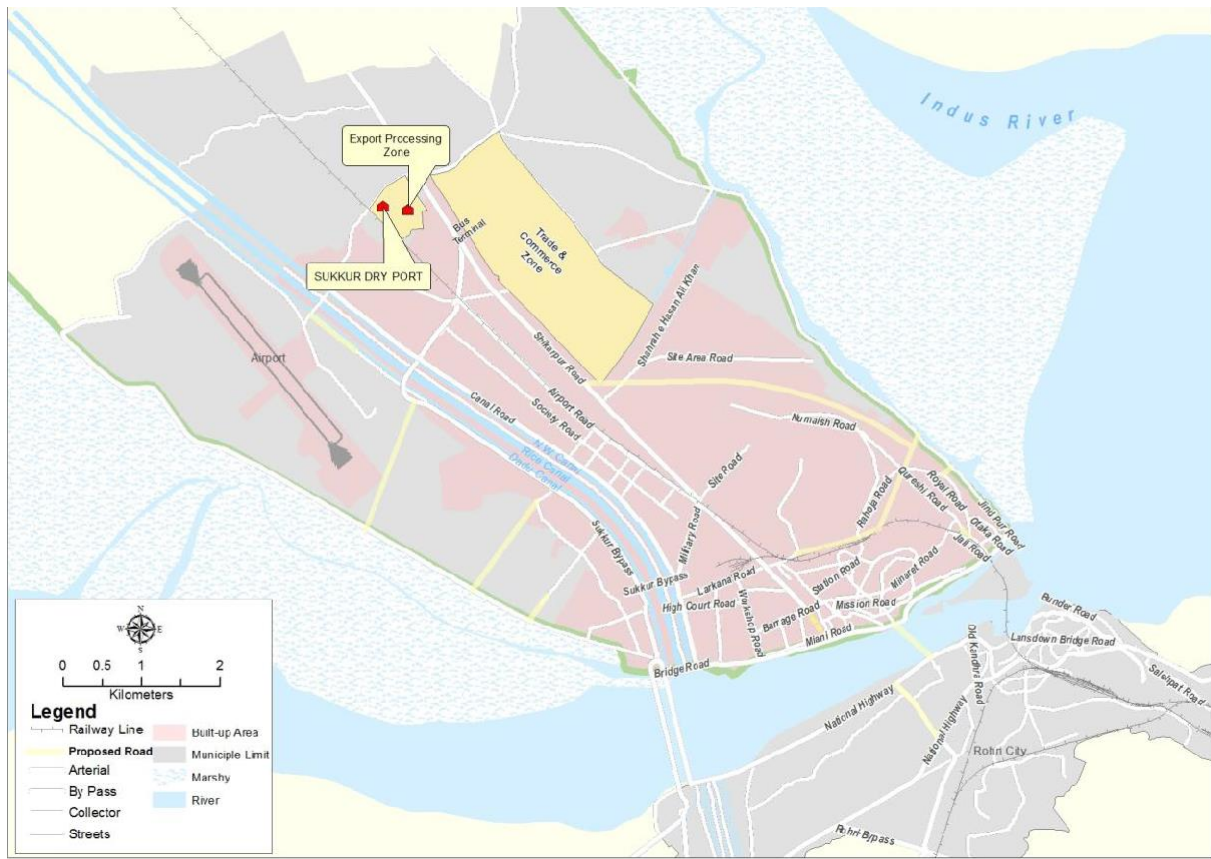 Indus River
Export Processing
Zone
SUKKUR DRY PORT
Bus
Terminal
Trade &
Commerce
Zone
Shahrah e Hasan Ali Khan
Airport
Shikarpur Road
Site Area Road
Airport Road
Society Road
Canal Road
Numaish Road
N.W. Canal
Rice Canal
Dadu Canal
Site Road
Royal Road
Qureshi Road
Jind Pur Road
Rahaja Road
Otaka Road
Jail Road
Military Road
Sukkur Bypass
Minaret Road
Station Road
Larkana Road
Sukkur Bypass
High Court Road
Workshop Road
Barrage Road
Mission Road
Miani Road
Bridge Road
Bunder Road
Old Kandhra Road
Lansdown Bridge Road
Salehpat Road
National Highway
National Highway
Rohri City
Rohri Bypass
N
W E
S
0 0.5 1 2
Kilometers
Legend
Railway Line
Proposed Road
Arterial
By Pass
Collector
Streets
Built-up Area
Municiple Limit
Marshy
River